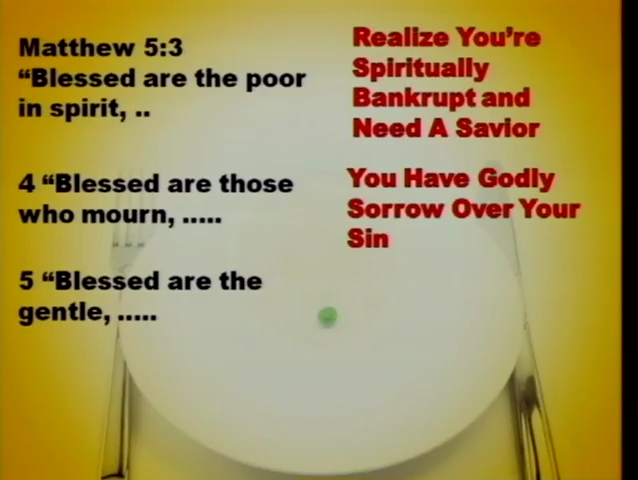 Matthew 5:3
“Blessed are the poor
in spirit, ..
Realize You’re
Spiritually
Bankrupt and
Need A Savior
4 “Blessed are those
who mourn, .....
You Have Godly
Sorrow Over Your
Sin
5 “Blessed are the
gentle, .....